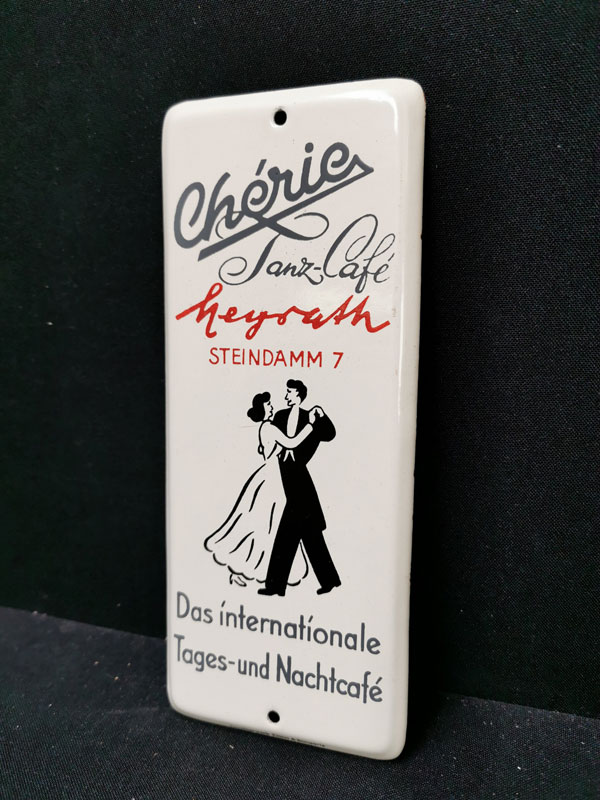 Chérie
Tanz-Café
Heyrath
STEINDAMM 7
Das internationale
Tages-und Nachtcafé